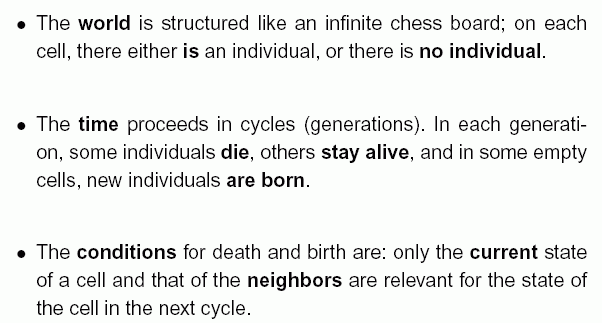 • The world is structured like an infinite chess board; on each
cell, there either is an individual, or there is no individual.
• The time proceeds in cycles (generations). In each generati-
on, some individuals die, others stay alive, and in some empty
cells, new individuals are born.
• The conditions for death and birth are: only the current state
of a cell and that of the neighbors are relevant for the state of
the cell in the next cycle.